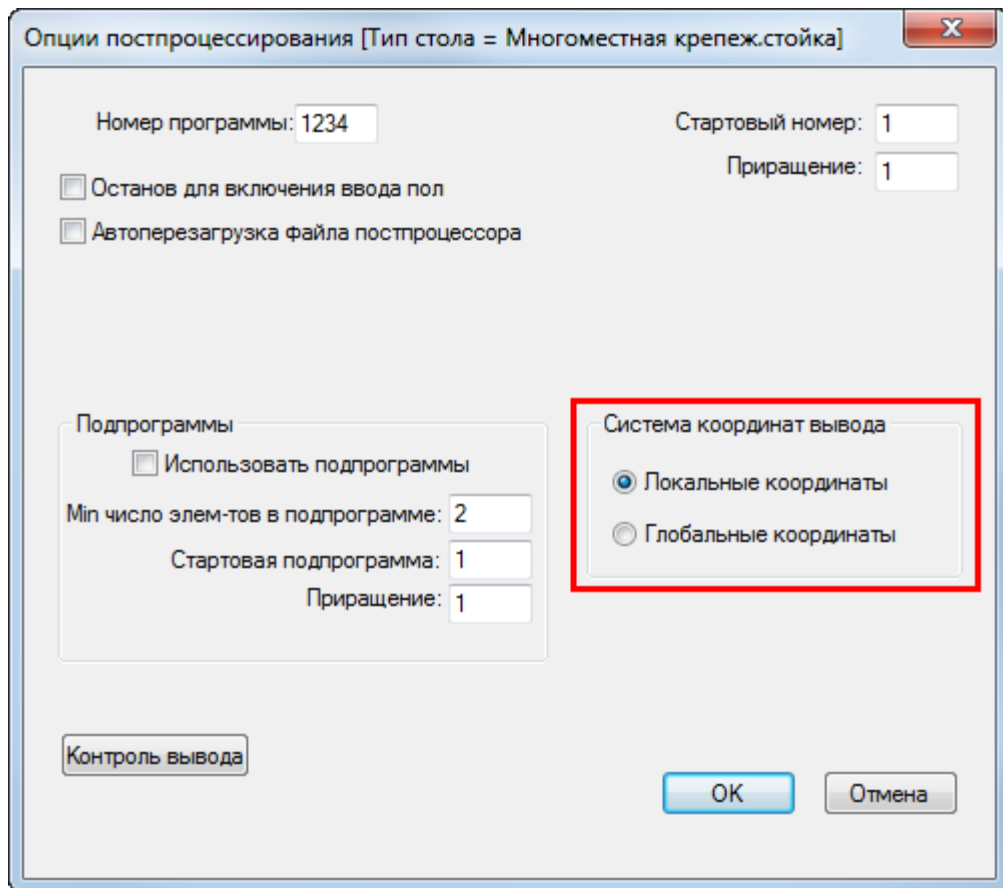 Опции постпроцессирования [Тип стола = Многоместная крепеж.стойка]
Номер программы: 1234
Стартовый номер: 1
Приращение: 1
Останов для включения ввода пол
Автоперезагрузка файла постпроцессора
Подпрограммы
Использовать подпрограммы
Min число элем-тов в подпрограмме: 2
Стартовая подпрограмма: 1
Приращение: 1
Система координат вывода
Локальные координаты
Глобальные координаты
Контроль вывода
OK
Отмена